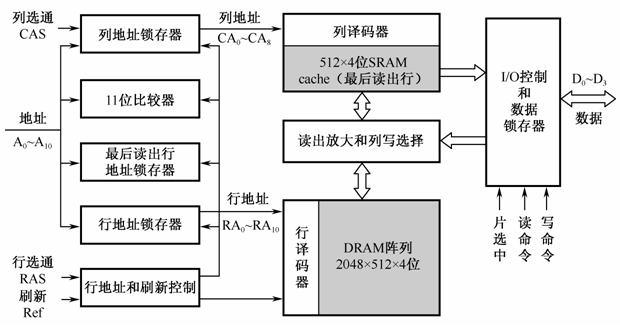 列选通
CAS
列地址锁存器
列地址
CA0~CA8
列译码器
512×4位SRAM
cache（最后读出行）
I/O控制
和
数据
锁存器
D0~D3
数据
地址
A0~A10
11位比较器
最后读出行
地址锁存器
读出放大和列写选择
行地址锁存器
行地址
RA0~RA10
行译码器
DRAM阵列
2048×512×4位
片选中
读命令
写命令
行选通
RAS
刷新
Ref
行地址和刷新控制